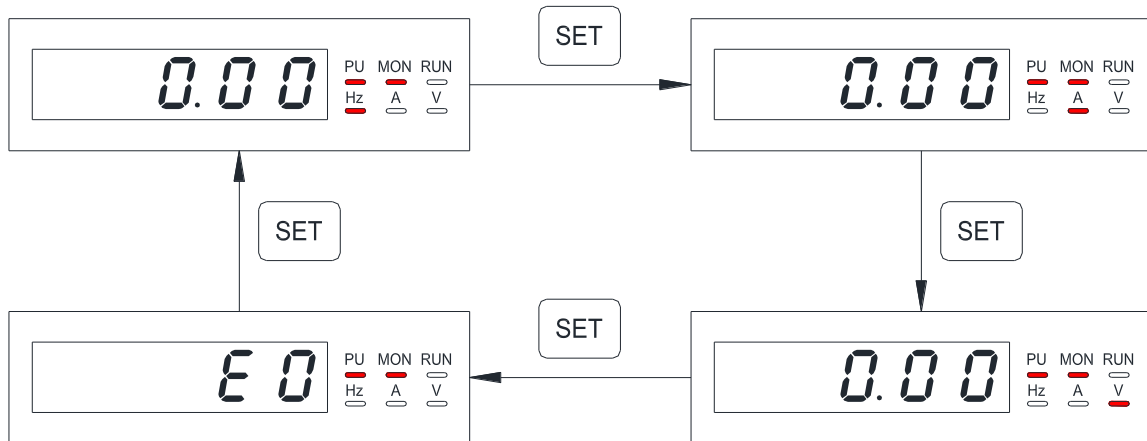 SET
PU MON RUN
0.00
Hz A V
PU MON RUN
0.00
Hz A V
SET
SET
SET
PU MON RUN
E0
Hz A V
PU MON RUN
0.00
Hz A V